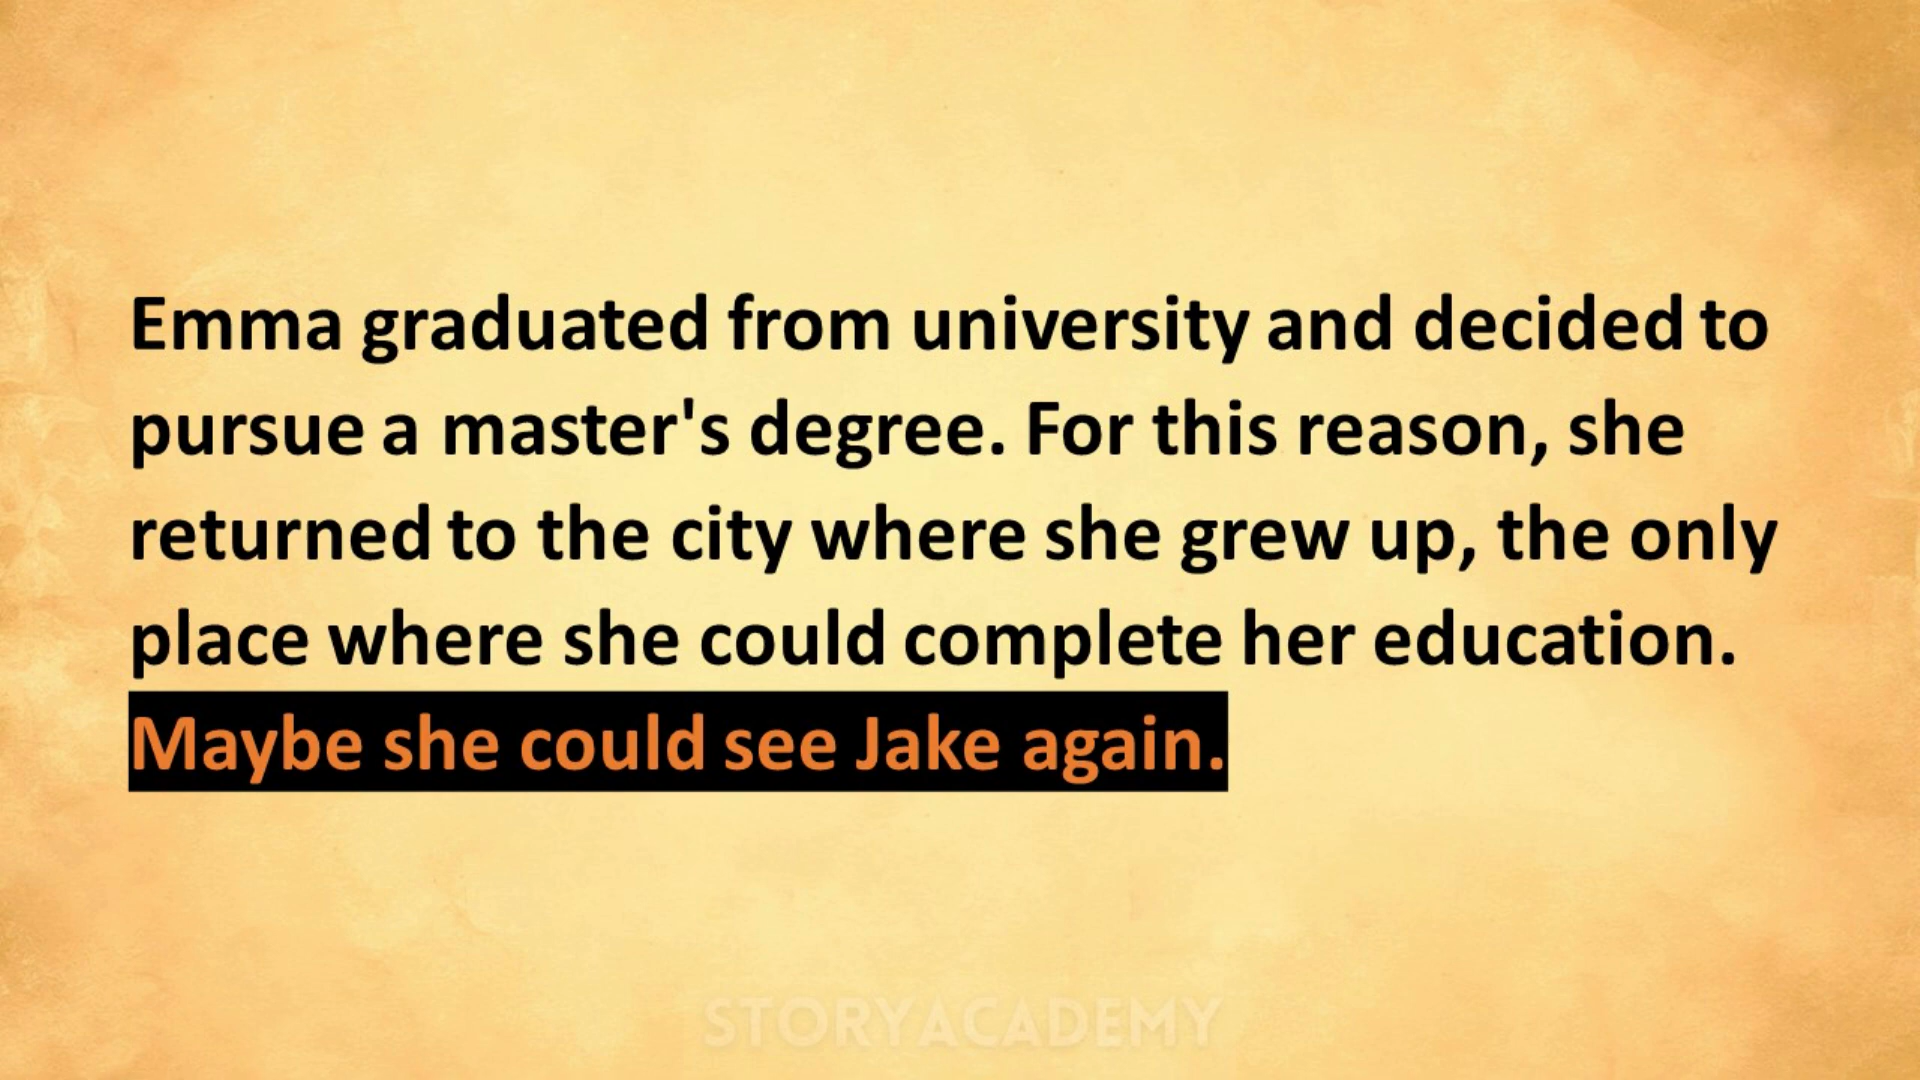 Emma graduated from university and decided to
pursue a master's degree. For this reason, she
returned to the city where she grew up, the only
place where she could complete her education.
Maybe she could see Jake again.
STORYACADEMY